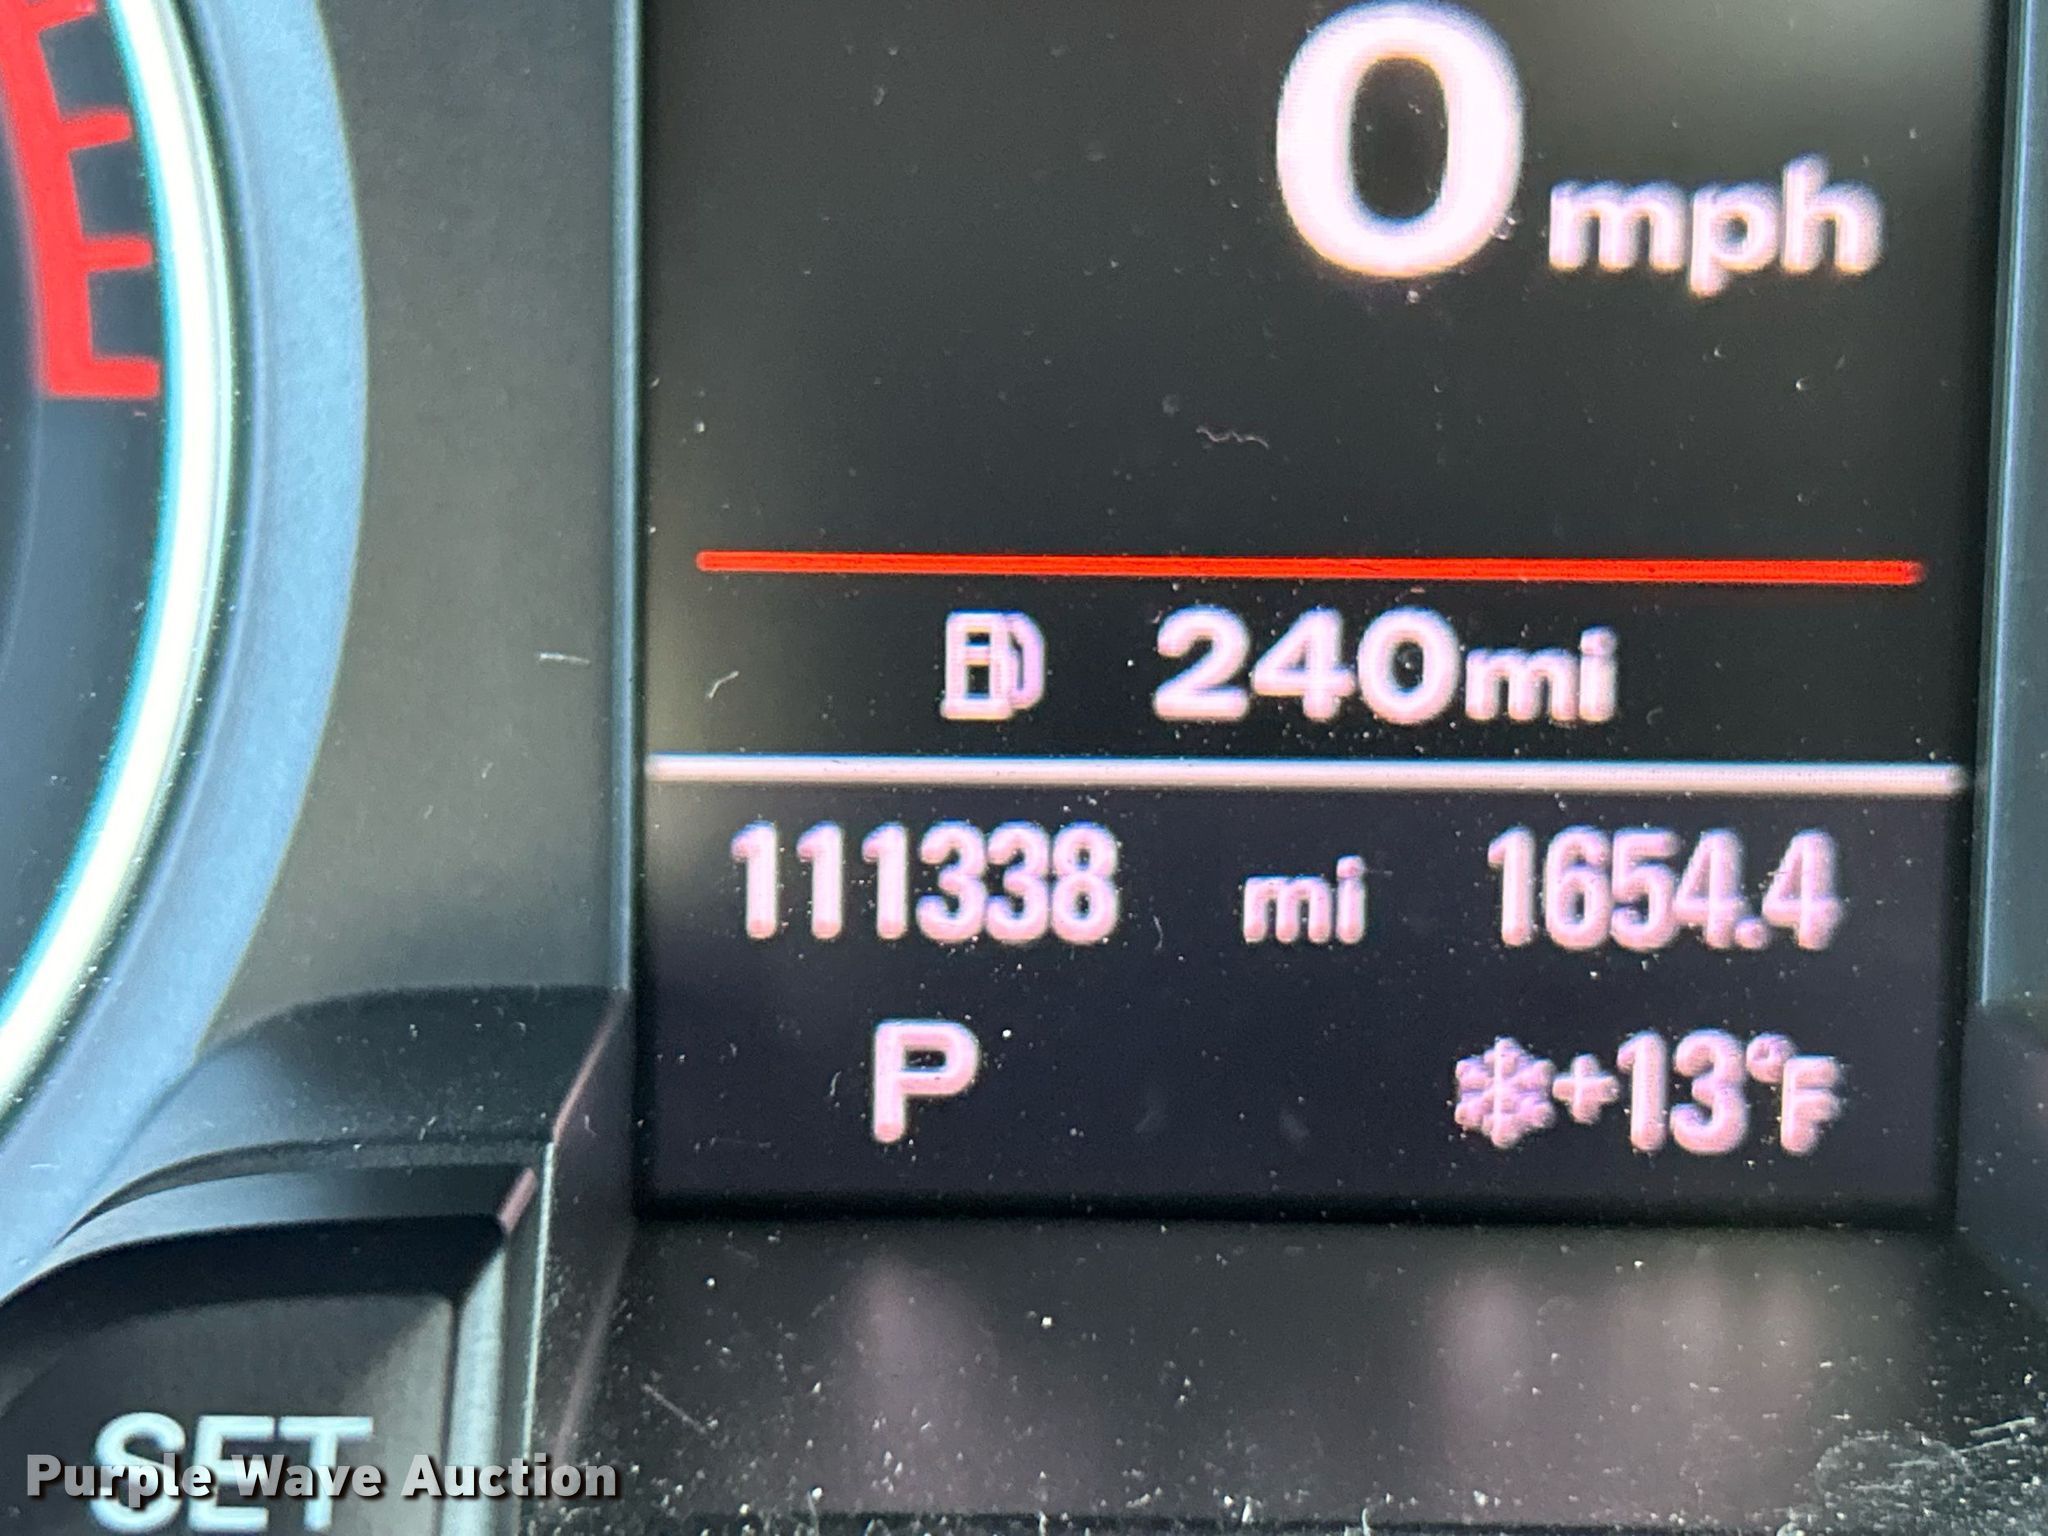 0 mph
240mi
111338 mi 1654.4
P +13°F
SET
Purple Wave Auction